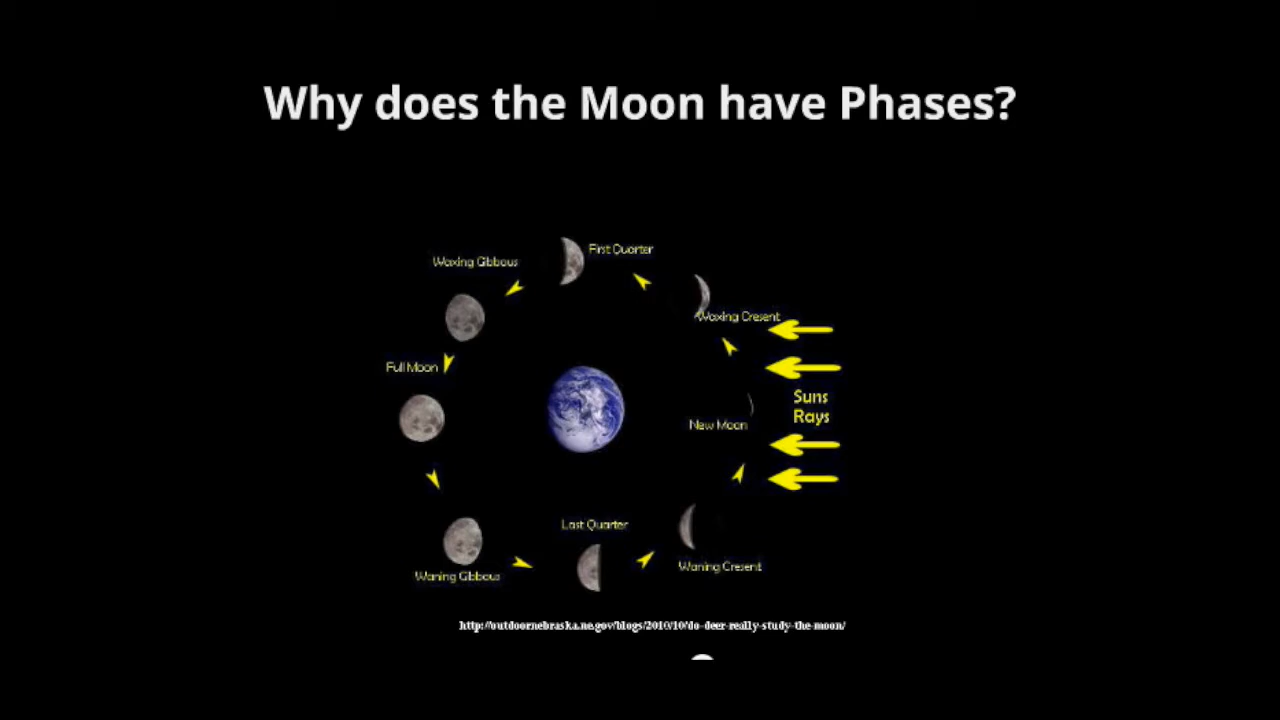 Why does the Moon have Phases?
First Quarter
Waxing Gibbous
Waxing Cresent
Full Moon
Suns
Rays
New Moon
Last Quarter
Waning Cresent
Waning Gibbous
http://outdoornebraska.ne.gov/blogs/2010/10/do-deer-really-study-the-moon/